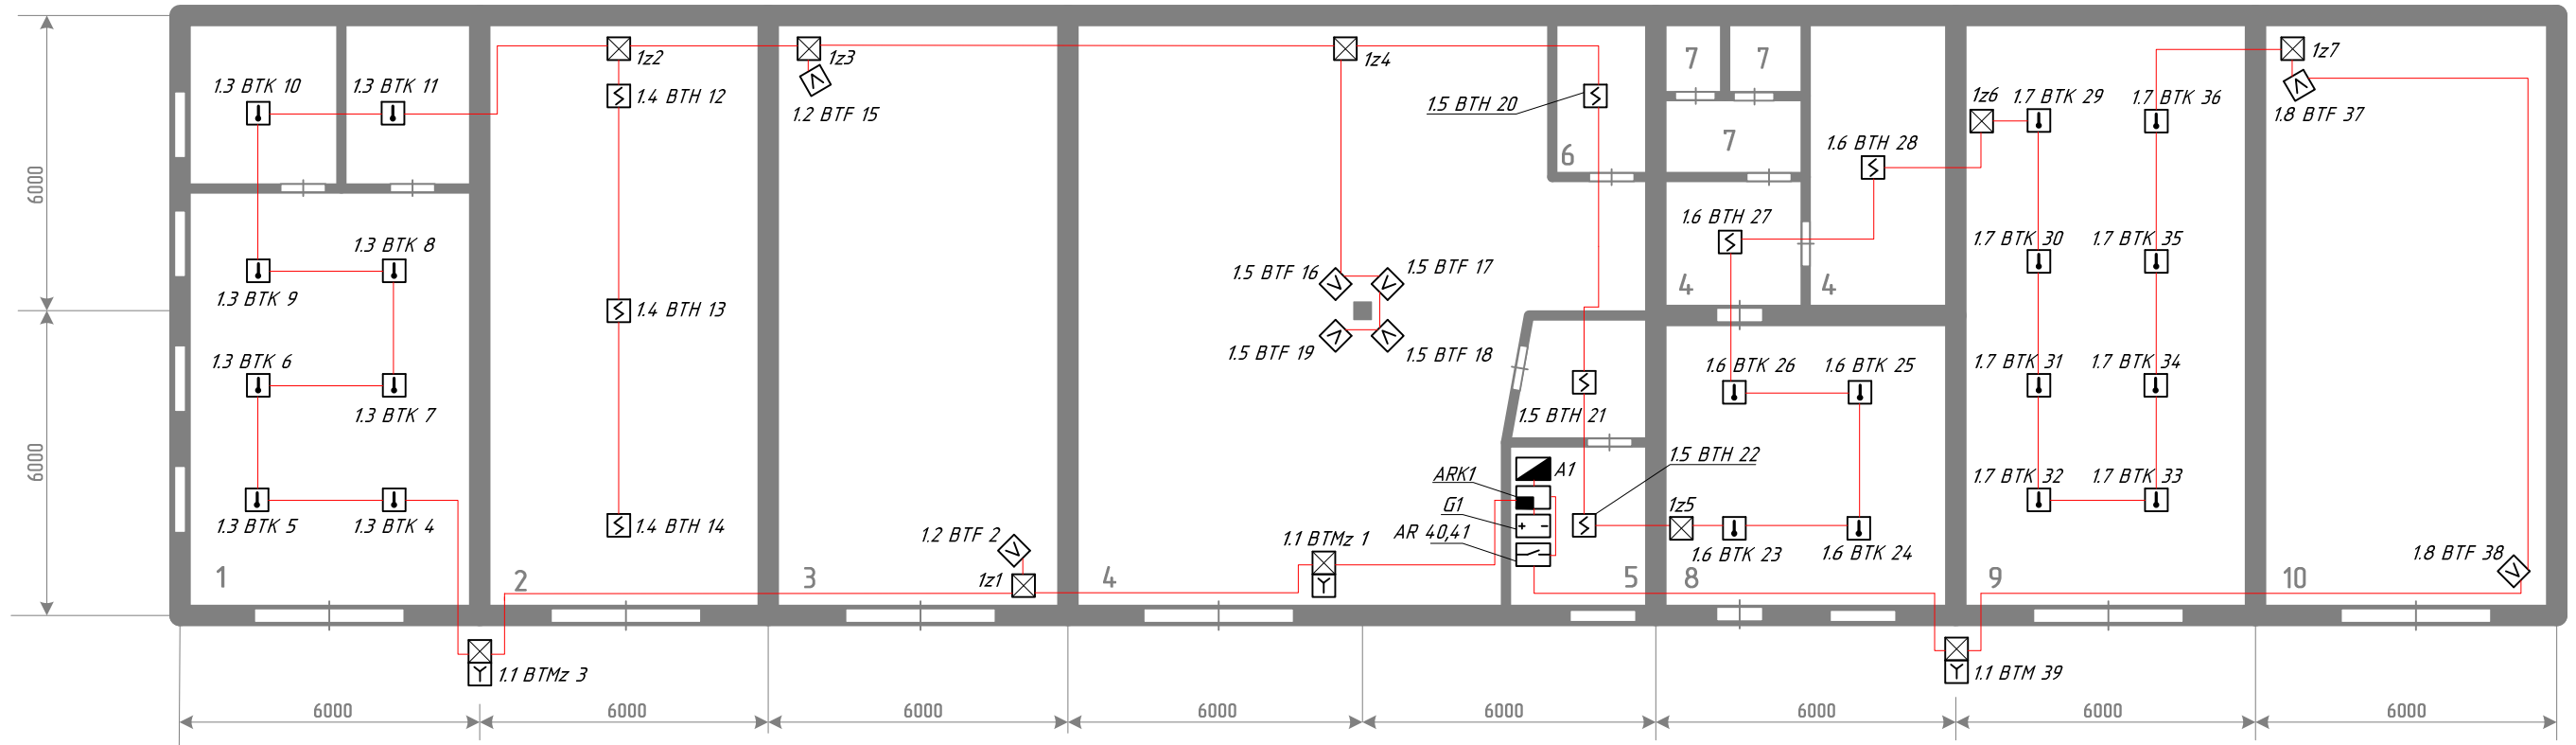 1z2
1z3
1z4
1z7
7
7
1.3 BTK 10
1.3 BTK 11
1.4 BTH 12
1.2 BTF 15
1.5 BTH 20
1z6
1.7 BTK 29
1.7 BTK 36
1.8 BTF 37
7
6
1.6 BTH 28
6000
1.6 BTH 27
1.3 BTK 8
1.3 BTK 9
1.5 BTF 16
1.5 BTF 17
4
4
1.7 BTK 30
1.7 BTK 35
1.4 BTH 13
1.5 BTF 19
1.5 BTF 18
1.3 BTK 6
1.3 BTK 7
1.5 BTH 21
1.6 BTK 26
1.6 BTK 25
1.7 BTK 31
1.7 BTK 34
6000
ARK1
A1
1.5 BTH 22
G1
AR 40,41
1z5
1.7 BTK 32
1.7 BTK 33
1.3 BTK 5
1.3 BTK 4
1.4 BTH 14
1.2 BTF 2
1z1
1.1 BTMz 1
1.6 BTK 23
1.6 BTK 24
1.8 BTF 38
1
2
3
4
5
8
9
10
1.1 BTMz 3
1.1 BTM 39
6000
6000
6000
6000
6000
6000
6000
6000